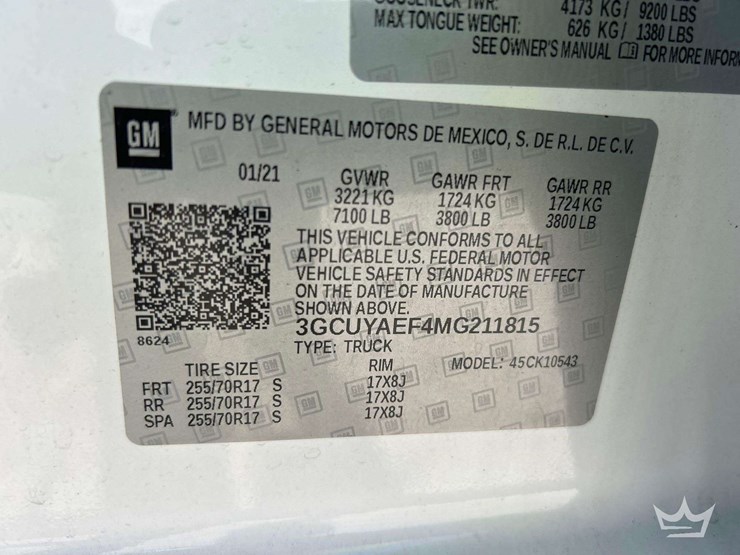 4173 KG/ 9200 LBS
MAX TONGUE WEIGHT: 626 KG/ 1380 LBS
SEE OWNER'S MANUAL FOR MORE INFORM
GM MFD BY GENERAL MOTORS DE MEXICO, S. DE R.L. DE C.V.
01/21 GVWR GAWR FRT GAWR RR
3221 KG 1724 KG 1724 KG
7100 LB 3800 LB 3800 LB
THIS VEHICLE CONFORMS TO ALL
APPLICABLE U.S. FEDERAL MOTOR
VEHICLE SAFETY STANDARDS IN EFFECT
ON THE DATE OF MANUFACTURE
SHOWN ABOVE.
3GCUYAEF4MG211815
8624 TYPE: TRUCK MODEL: 45CK10543
TIRE SIZE RIM
FRT 255/70R17 S 17X8J
RR 255/70R17 S 17X8J
SPA 255/70R17 S 17X8J